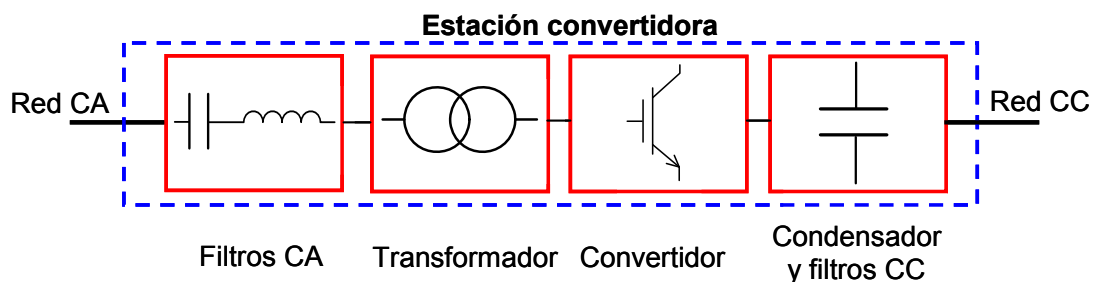 Estación convertidora
Red CA
Red CC
Filtros CA
Transformador
Convertidor
Condensador
y filtros CC